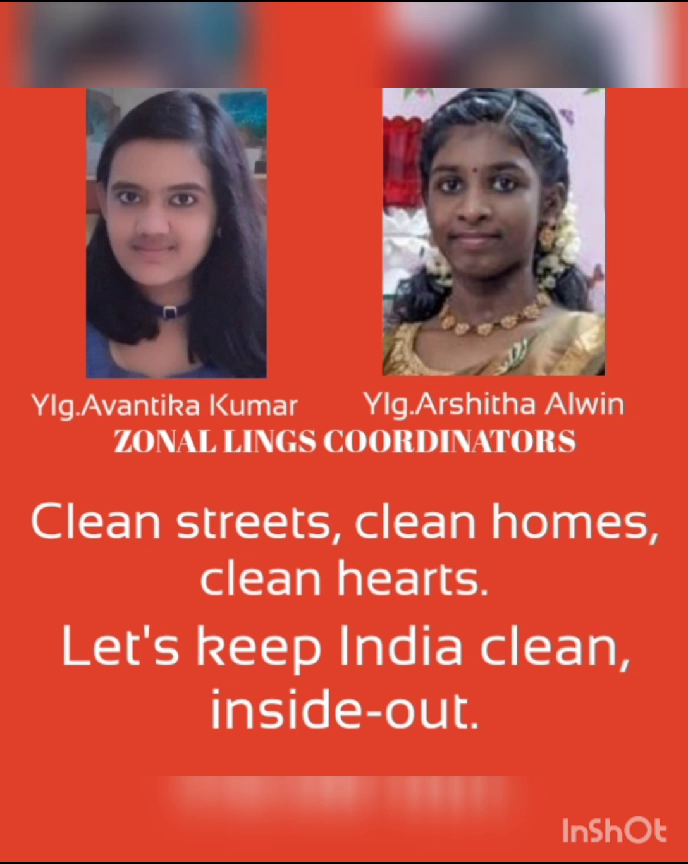 Ylg.Avantika Kumar Ylg.Arshitha Alwin
ZONAL LINGS COORDINATORS
Clean streets, clean homes,
clean hearts.
Let's keep India clean,
inside-out.
InShOt